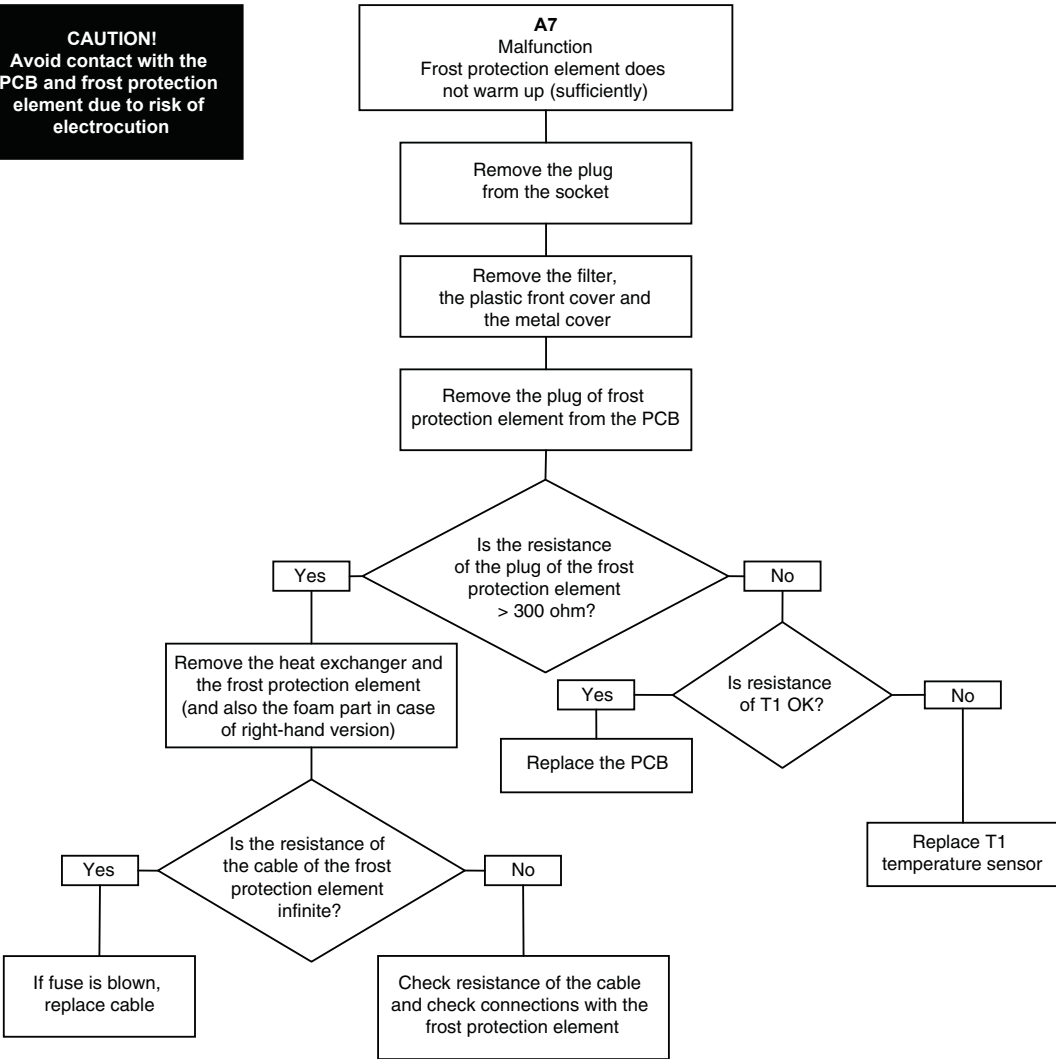 CAUTION!
Avoid contact with the
PCB and frost protection
element due to risk of
electrocution
A7
Malfunction
Frost protection element does
not warm up (sufficiently)
Remove the plug
from the socket
Remove the filter,
the plastic front cover and
the metal cover
Remove the plug of frost
protection element from the PCB
Is the resistance
of the plug of the frost
protection element
> 300 ohm?
Yes
No
Remove the heat exchanger and
the frost protection element
(and also the foam part in case
of right-hand version)
Is resistance
of T1 OK?
Yes
No
Replace the PCB
Replace T1
temperature sensor
Is the resistance of
the cable of the frost
protection element
infinite?
Yes
No
If fuse is blown,
replace cable
Check resistance of the cable
and check connections with the
frost protection element